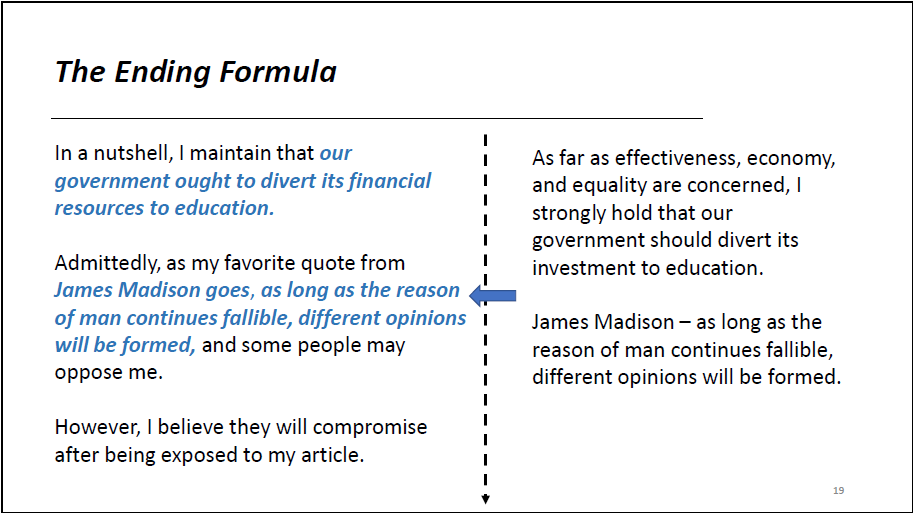 The Ending Formula
In a nutshell, I maintain that our
government ought to divert its financial
resources to education.
Admittedly, as my favorite quote from
James Madison goes, as long as the reason
of man continues fallible, different opinions
will be formed, and some people may
oppose me.
However, I believe they will compromise
after being exposed to my article.
As far as effectiveness, economy,
and equality are concerned, I
strongly hold that our
government should divert its
investment to education.
James Madison – as long as the
reason of man continues fallible,
different opinions will be formed.
19